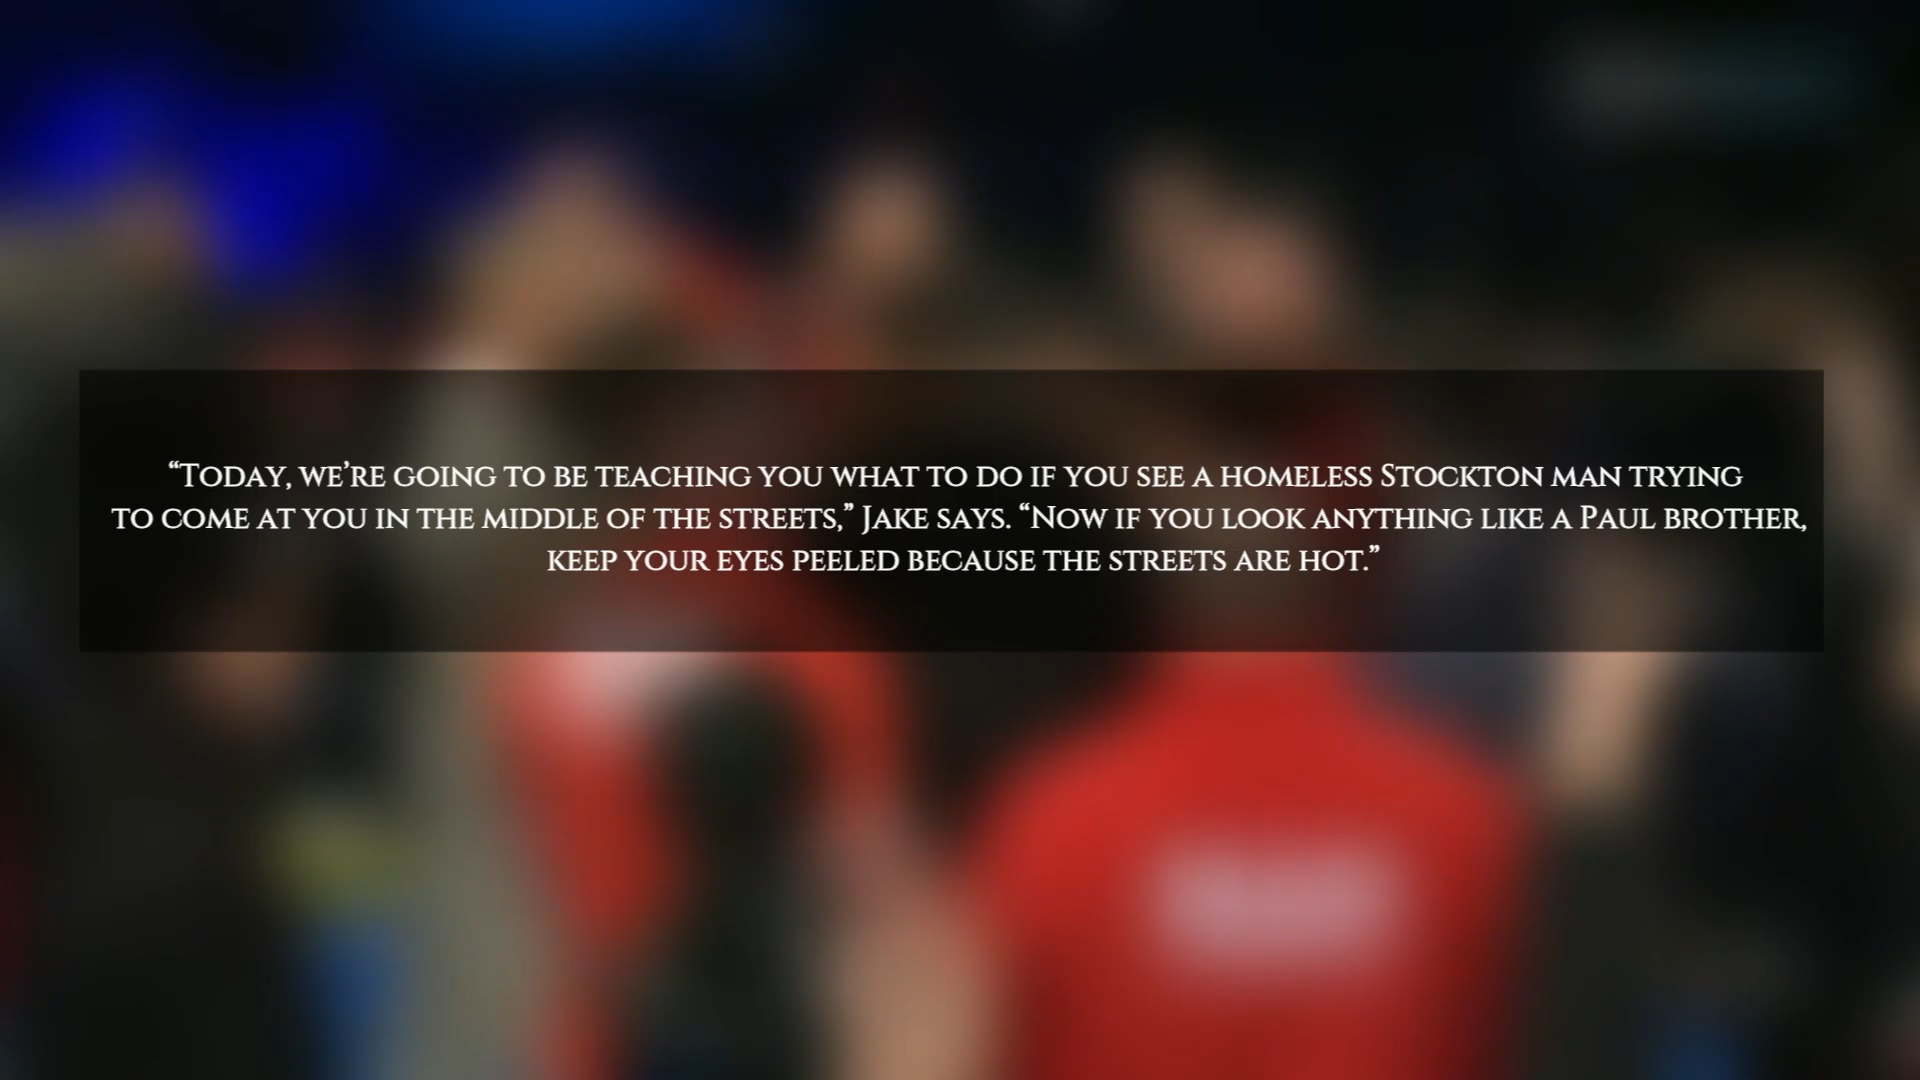 “Today, we’re going to be teaching you what to do if you see a homeless Stockton man trying
to come at you in the middle of the streets,” Jake says. “Now if you look anything like a Paul brother,
keep your eyes peeled because the streets are hot.”